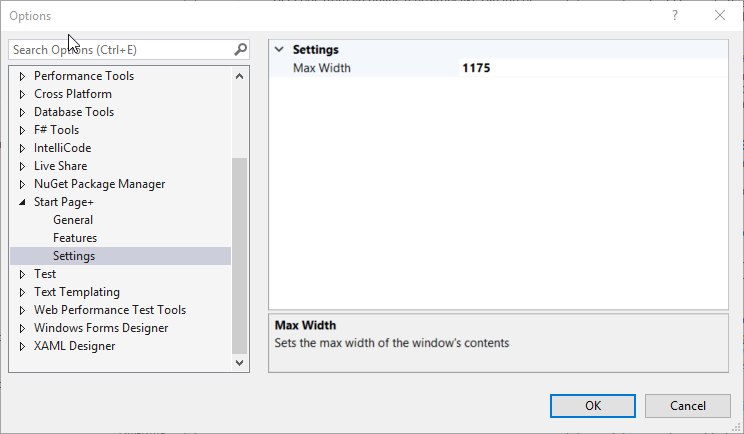 Options
Search Options (Ctrl+E)
Performance Tools
Cross Platform
Database Tools
F# Tools
IntelliCode
Live Share
NuGet Package Manager
Start Page+
General
Features
Settings
Test
Text Templating
Web Performance Test Tools
Windows Forms Designer
XAML Designer
Settings
Max Width 1175
Max Width
Sets the max width of the window's contents
OK Cancel